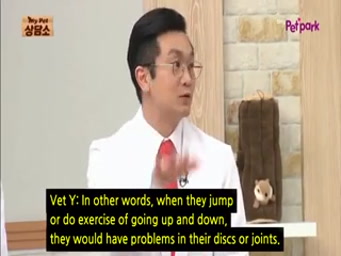 My Pet
상담소
Petpark
Vet Y: In other words, when they jump
or do exercise of going up and down,
they would have problems in their discs or joints.